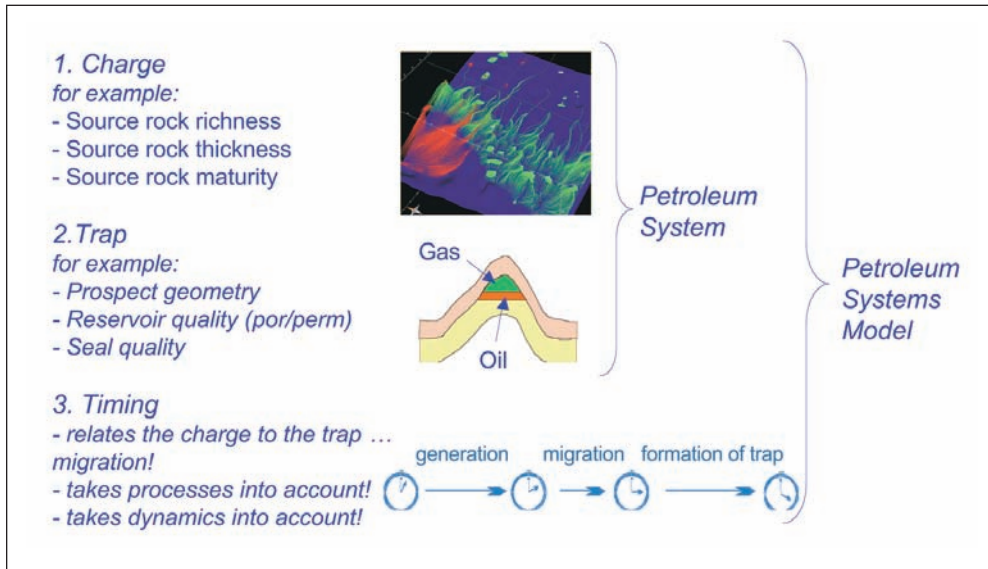 1. Charge
for example:
- Source rock richness
- Source rock thickness
- Source rock maturity
2.Trap
for example:
- Prospect geometry
- Reservoir quality (por/perm)
- Seal quality
Gas
Oil
Petroleum
System
Petroleum
Systems
Model
3. Timing
- relates the charge to the trap …
migration!
- takes processes into account!
- takes dynamics into account!
generation
migration
formation of trap